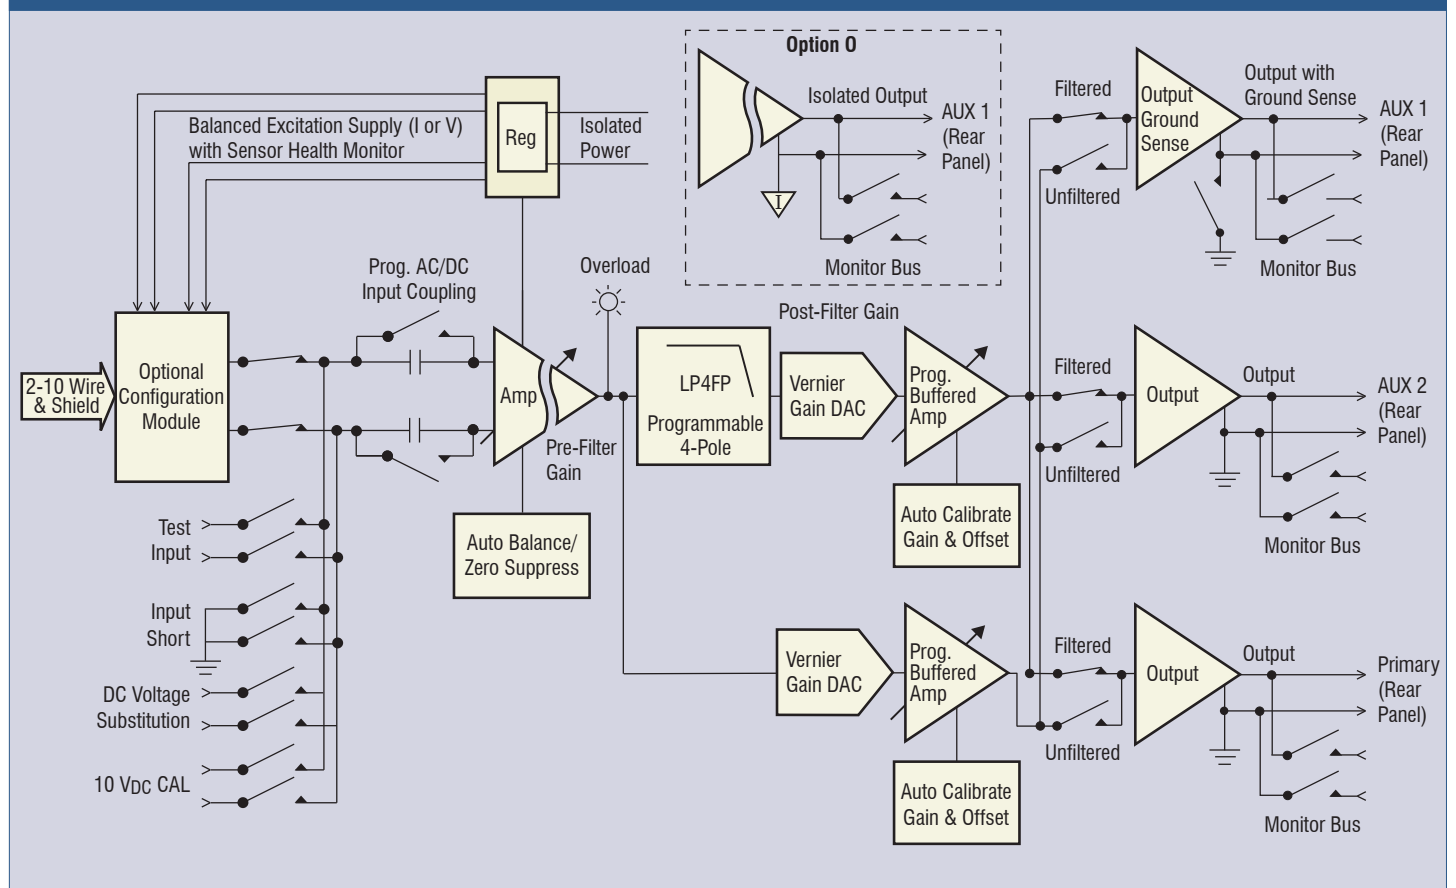 Option O
Isolated Output
AUX 1
(Rear
Panel)
I
Monitor Bus
Balanced Excitation Supply (I or V)
with Sensor Health Monitor
Reg
Isolated
Power
Filtered
Unfiltered
Output
Ground
Sense
Output with
Ground Sense
AUX 1
(Rear
Panel)
Monitor Bus
Prog. AC/DC
Input Coupling
Overload
2-10 Wire
& Shield
Optional
Configuration
Module
Amp
Pre-Filter
Gain
Auto Balance/
Zero Suppress
LP4FP
Programmable
4-Pole
Post-Filter Gain
Vernier
Gain DAC
Prog.
Buffered
Amp
Auto Calibrate
Gain & Offset
Filtered
Unfiltered
Output
Output
AUX 2
(Rear
Panel)
Monitor Bus
Test
Input
Input
Short
DC Voltage
Substitution
10 VDC CAL
Vernier
Gain DAC
Prog.
Buffered
Amp
Auto Calibrate
Gain & Offset
Filtered
Unfiltered
Output
Output
Primary
(Rear
Panel)
Monitor Bus